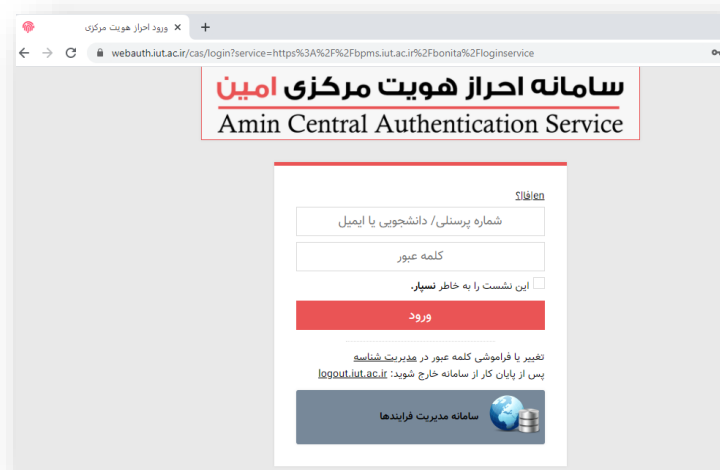 ورود احراز هویت مرکزی
webauth.iut.ac.ir/cas/login?service=https%3A%2F%2Fbpms.iut.ac.ir%2Fbonita%2Floginservice
سامانه احراز هویت مرکزی امین
Amin Central Authentication Service
en|فا|؟
شماره پرسنلی/ دانشجویی یا ایمیل
کلمه عبور
این نشست را به خاطر نسپار.
ورود
تغییر یا فراموشی کلمه عبور در مدیریت شناسه
پس از پایان کار از سامانه خارج شوید: logout.iut.ac.ir
سامانه مدیریت فرایندها